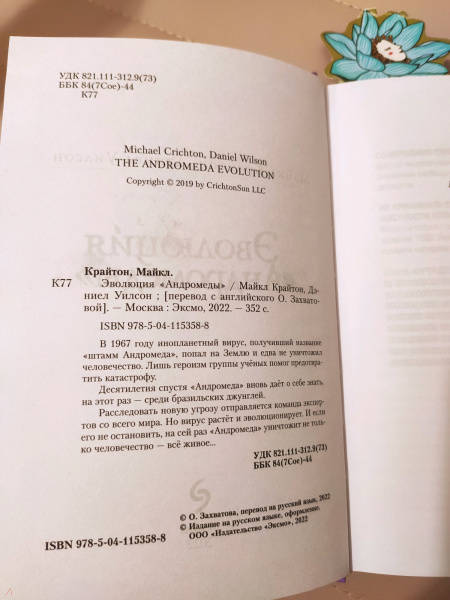 УДК 821.111-312.9(73)
ББК 84(7Сое)-44
К77
Michael Crichton, Daniel Wilson
THE ANDROMEDA EVOLUTION
Copyright © 2019 by CrichtonSun LLC
Крайтон, Майкл.
К77 Эволюция «Андромеды» / Майкл Крайтон, Дэ-
ниел Уилсон ; [перевод с английского О. Захвато-
вой]. — Москва : Эксмо, 2022. — 352 с.
ISBN 978-5-04-115358-8
В 1967 году инопланетный вирус, получивший название
«штамм Андромеда», попал на Землю и едва не уничтожил
человечество. Лишь героизм группы учёных помог предотвра-
тить катастрофу.
Десятилетия спустя «Андромеда» вновь даёт о себе знать,
на этот раз — среди бразильских джунглей.
Расследовать новую угрозу отправляется команда экспер-
тов со всего мира. Но вирус растёт и эволюционирует. И если
его не остановить, на сей раз «Андромеда» уничтожит не толь-
ко человечество — всё живое...
УДК 821.111-312.9(73)
ББК 84(7Сое)-44
© О. Захватова, перевод на русский язык, 2022
© Издание на русском языке, оформление.
ООО «Издательство «Эксмо», 2022
ISBN 978-5-04-115358-8